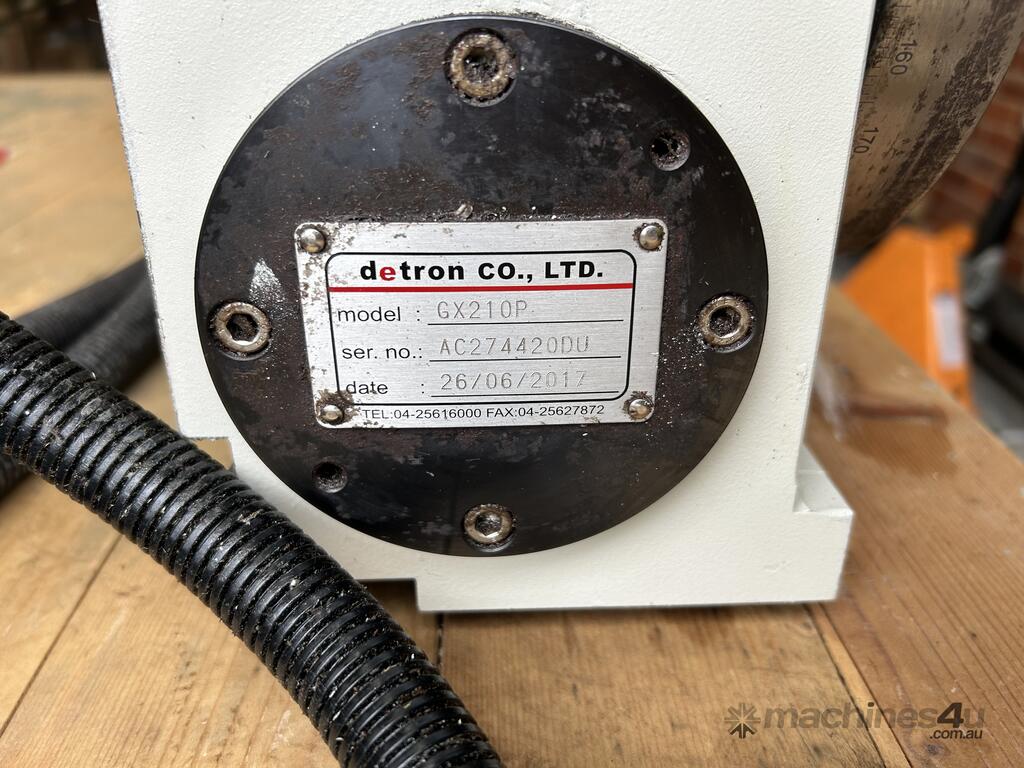 160
170
detron CO., LTD.
model : GX210P
ser. no.: AC274420DU
date : 26/06/2017
TEL:04-25616000 FAX:04-25627872
machines4u
.com.au